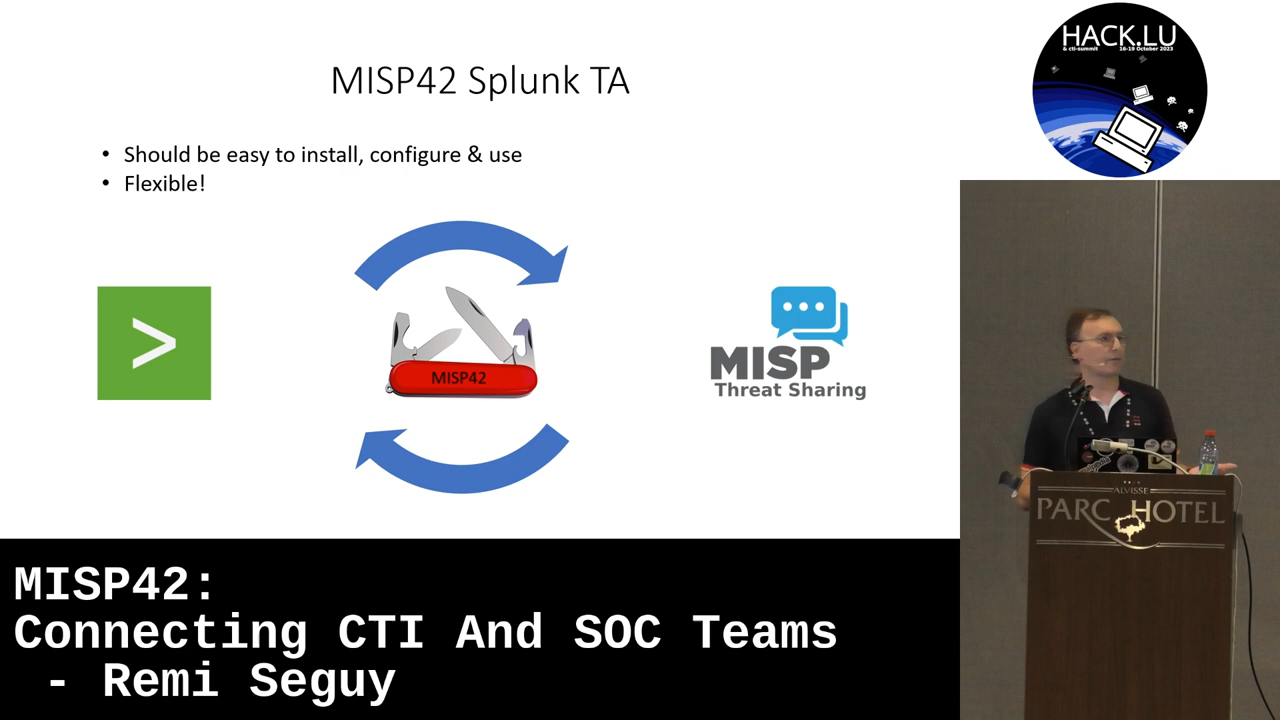 MISP42 Splunk TA
• Should be easy to install, configure & use
• Flexible!
>
MISP42
MISP
Threat Sharing
HACK.LU
& cti-summit 16-19 October 2023
ALVISSE
PARC HOTEL
MISP42:
Connecting CTI And SOC Teams
- Remi Seguy